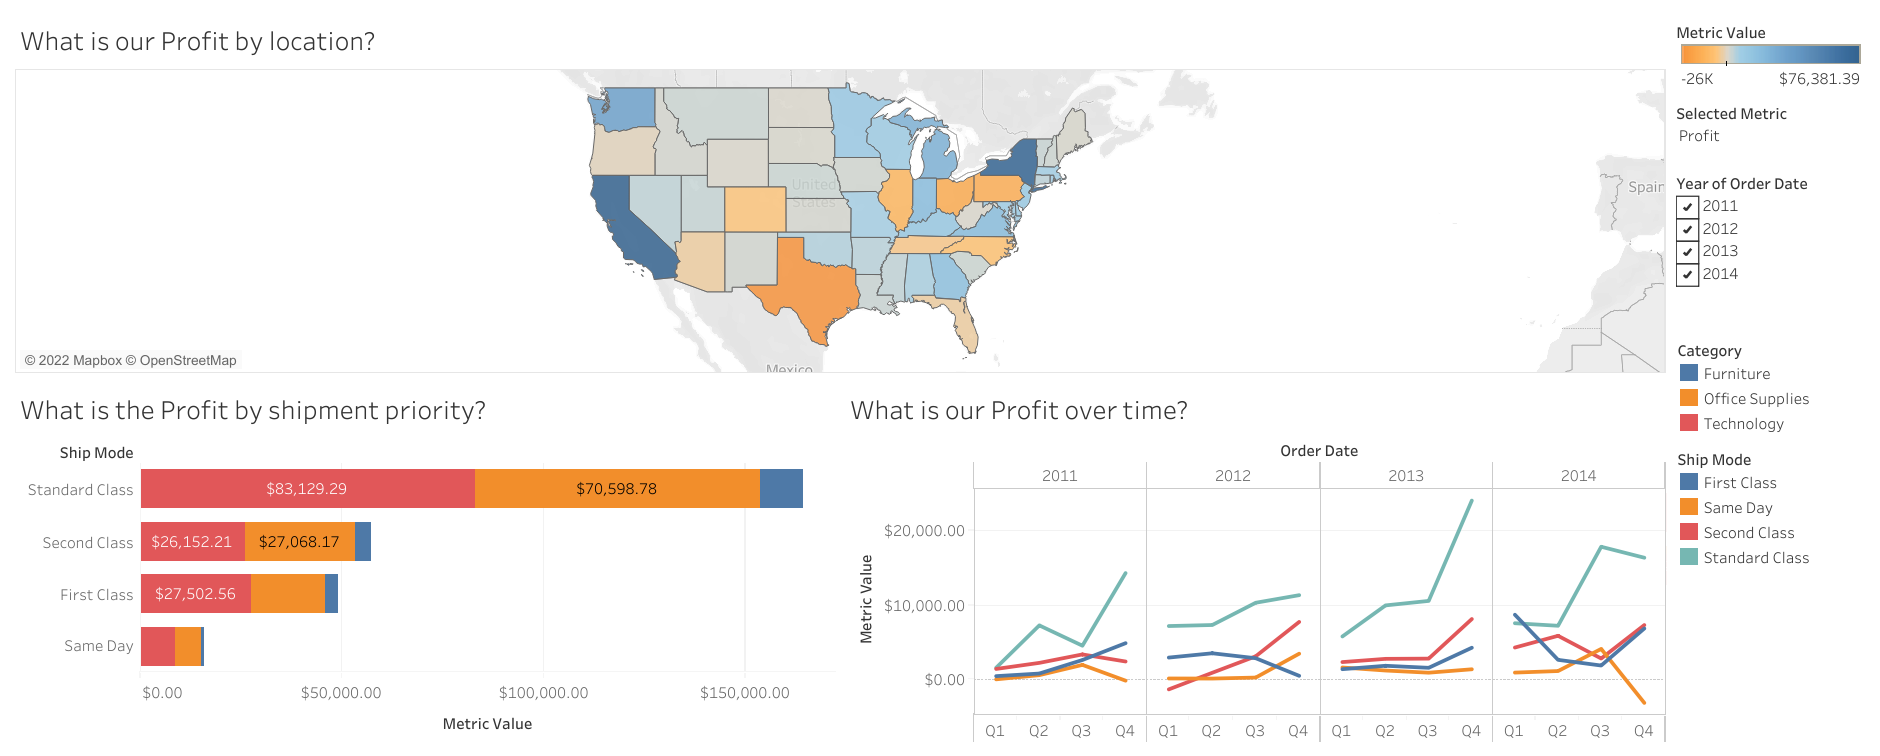 What is our Profit by location?
United
States
Mexico
Spain
© 2022 Mapbox © OpenStreetMap
Metric Value
-26K $76,381.39
Selected Metric
Profit
Year of Order Date
2011
2012
2013
2014
Category
Furniture
Office Supplies
Technology
Ship Mode
First Class
Same Day
Second Class
Standard Class
What is the Profit by shipment priority?
Ship Mode
Standard Class $83,129.29 $70,598.78
Second Class $26,152.21 $27,068.17
First Class $27,502.56
Same Day
$0.00 $50,000.00 $100,000.00 $150,000.00
Metric Value
What is our Profit over time?
Order Date
2011 2012 2013 2014
Metric Value
$20,000.00
$10,000.00
$0.00
Q1 Q2 Q3 Q4 Q1 Q2 Q3 Q4 Q1 Q2 Q3 Q4 Q1 Q2 Q3 Q4